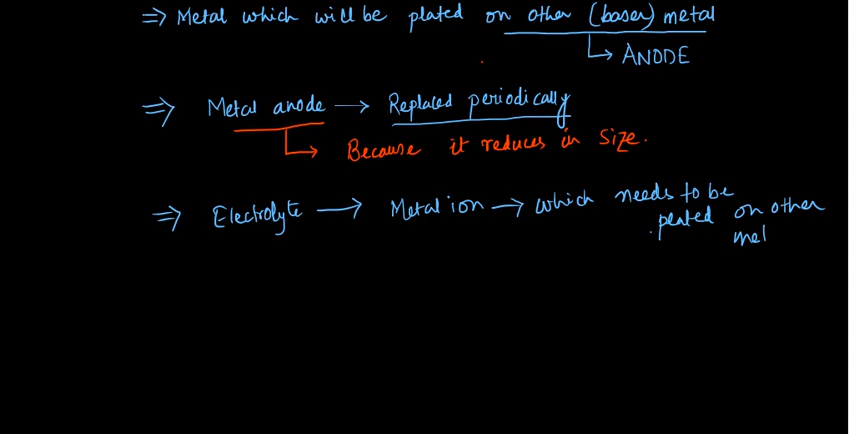 ⇒ Metal which will be plated on other (baser) metal
↳ ANODE
⇒ Metal anode → Replaced periodically
↳ Because it reduces in size.
⇒ Electrolyte → Metal ion → which needs to be
plated on other
mel